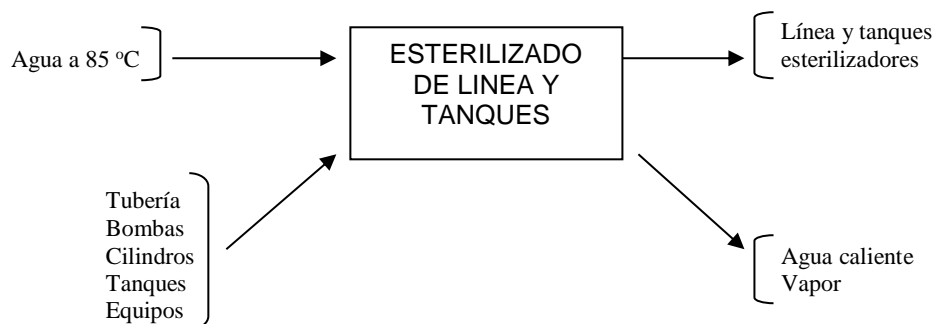 Agua a 85 ºC
ESTERILIZADO
DE LINEA Y
TANQUES
Línea y tanques
esterilizadores
Tubería
Bombas
Cilindros
Tanques
Equipos
Agua caliente
Vapor